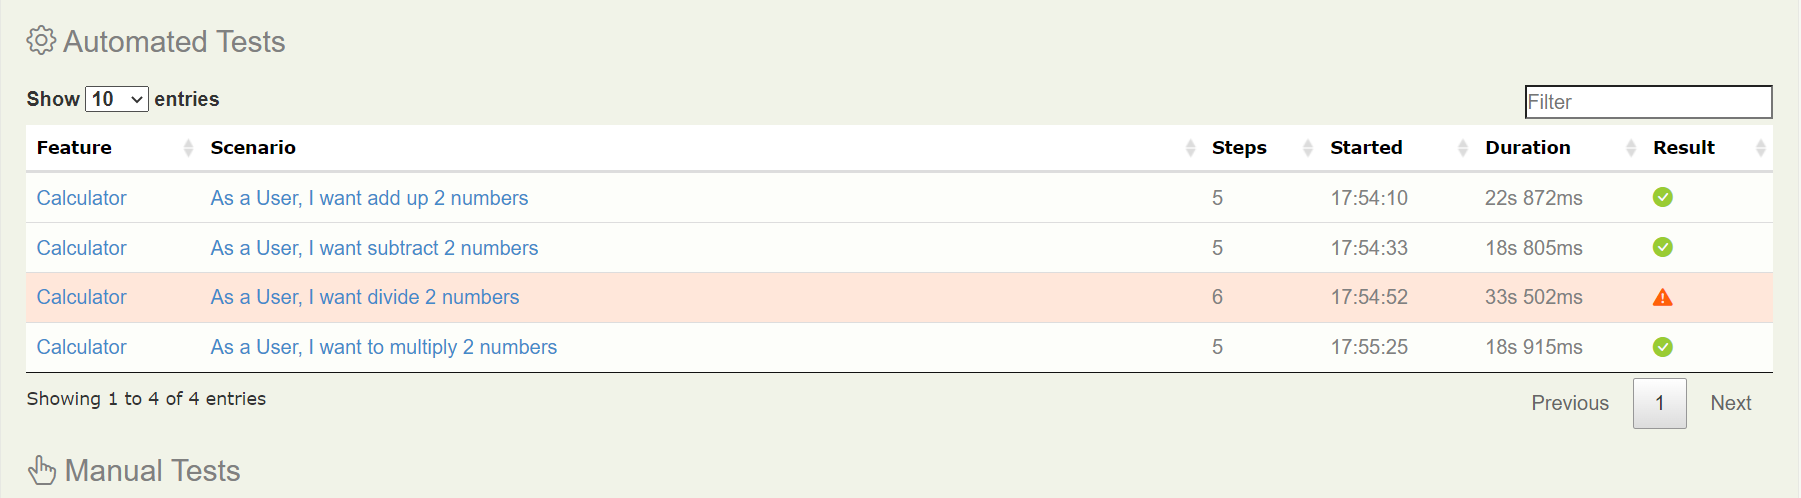 Automated Tests
Show 10 entries
Filter
Feature Scenario Steps Started Duration Result
Calculator As a User, I want add up 2 numbers 5 17:54:10 22s 872ms
Calculator As a User, I want subtract 2 numbers 5 17:54:33 18s 805ms
Calculator As a User, I want divide 2 numbers 6 17:54:52 33s 502ms
Calculator As a User, I want to multiply 2 numbers 5 17:55:25 18s 915ms
Showing 1 to 4 of 4 entries
Previous 1 Next
Manual Tests